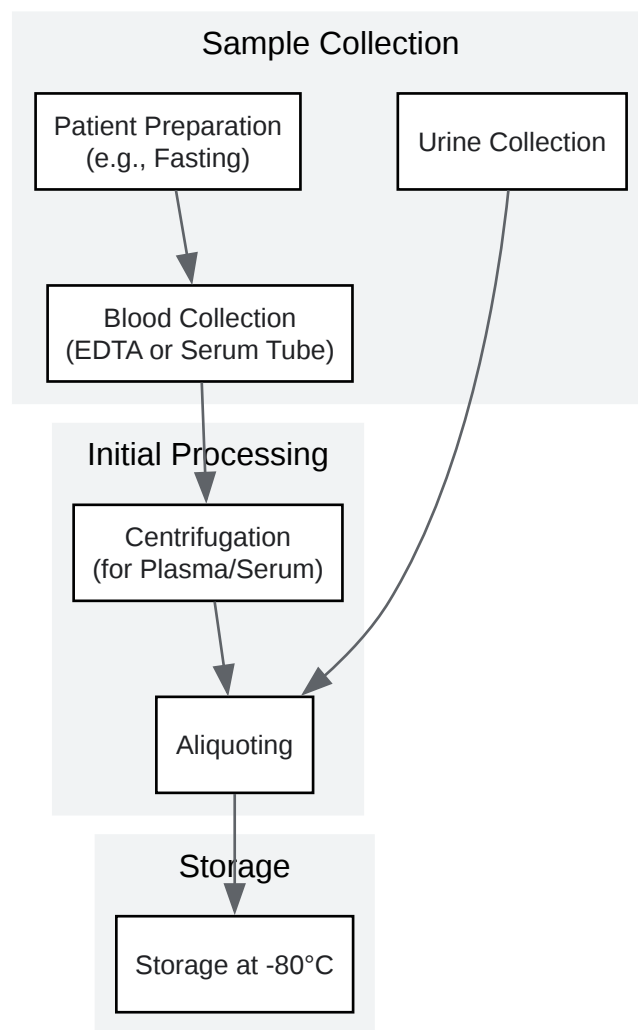 Sample Collection
Patient Preparation
(e.g., Fasting)
Urine Collection
Blood Collection
(EDTA or Serum Tube)
Initial Processing
Centrifugation
(for Plasma/Serum)
Aliquoting
Storage
Storage at -80°C